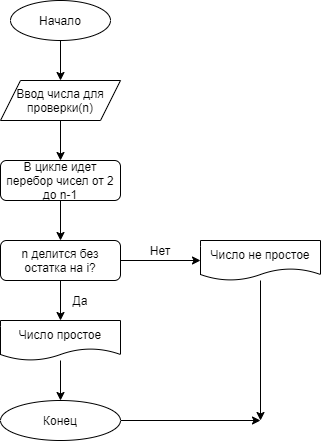 Начало
Ввод числа для
проверки(n)
В цикле идет
перебор чисел от 2
до n-1
n делится без
остатка на i?
Нет
Число не простое
Да
Число простое
Конец